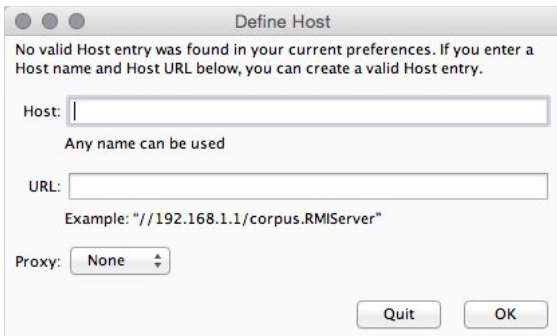 Define Host
No valid Host entry was found in your current preferences. If you enter a
Host name and Host URL below, you can create a valid Host entry.
Host:
Any name can be used
URL:
Example: “//192.168.1.1/corpus.RMIServer”
Proxy: None
Quit OK